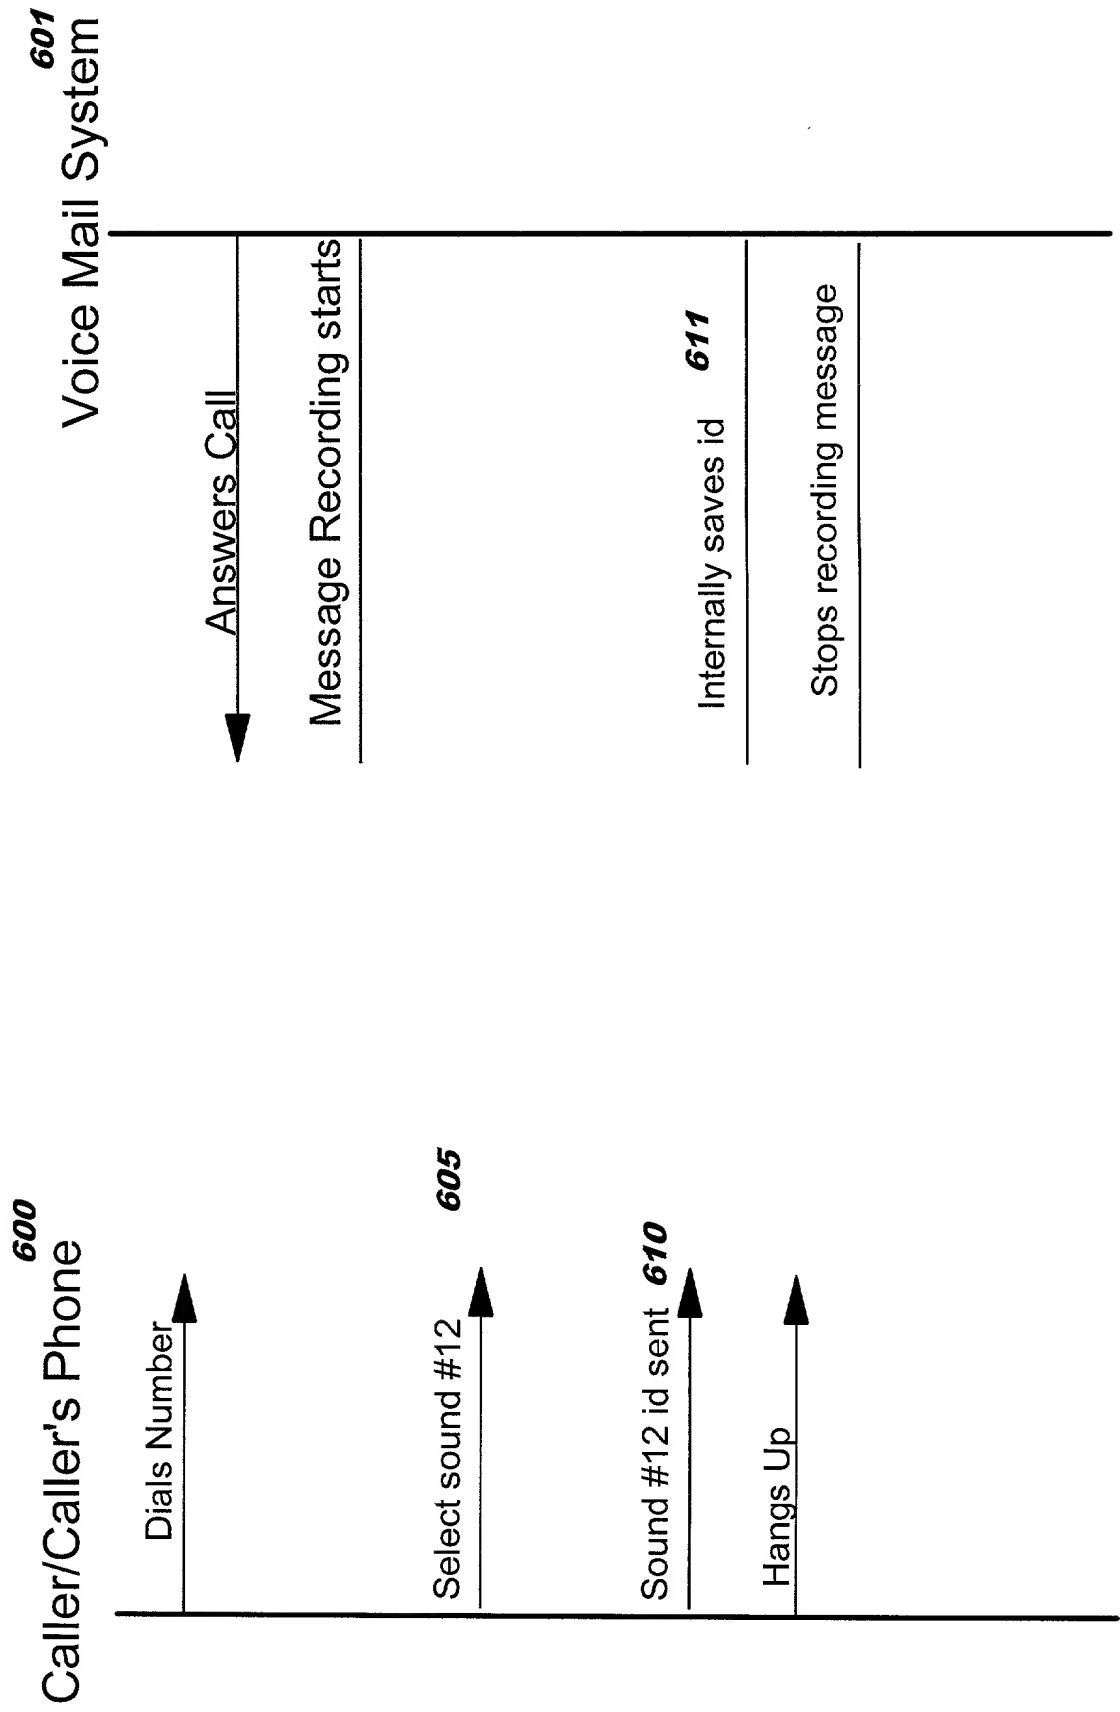 600
Caller/Caller's Phone
601
Voice Mail System
Dials Number
Answers Call
Message Recording starts
Select sound #12
605
Sound #12 id sent 610
Internally saves id 611
Hangs Up
Stops recording message